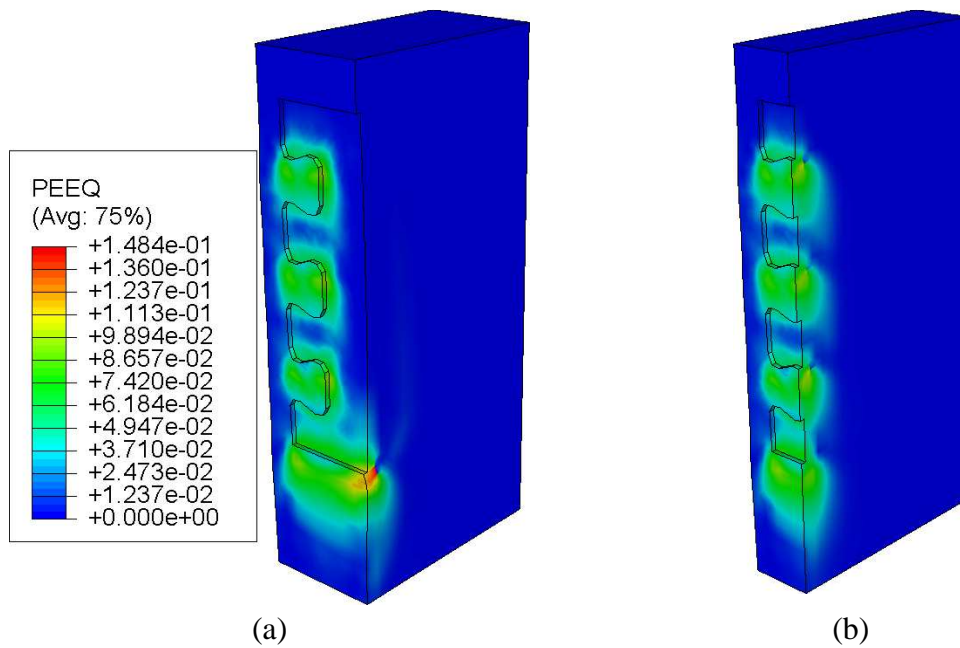 PEEQ
(Avg: 75%)
+1.484e-01
+1.360e-01
+1.237e-01
+1.113e-01
+9.894e-02
+8.657e-02
+7.420e-02
+6.184e-02
+4.947e-02
+3.710e-02
+2.473e-02
+1.237e-02
+0.000e+00
(a)
(b)